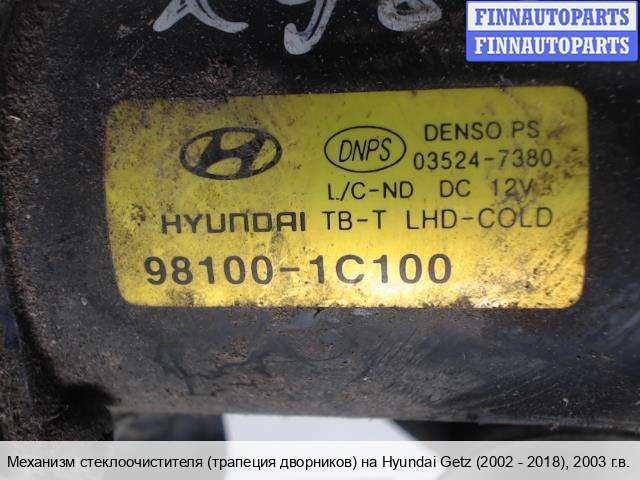 FINNAUTOPARTS
FINNAUTOPARTS
DNPS
DENSO PS
03524-7380
L/C-ND DC 12V
HYUNDAI TB-T LHD-COLD
98100-1C100
Механизм стеклоочистителя (трапеция дворников) на Hyundai Getz (2002 - 2018), 2003 г.в.